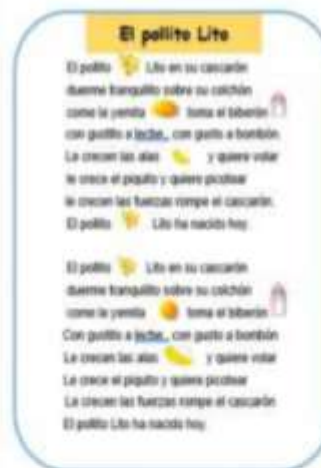 El pollito Lito
El pollito Lito en su cascarón
duerme tranquilito sobre su colchón
como la yemita toma el biberón
con gustito a leche, con gusto a bombón
Le crecen las alas y quiere volar
le crece el piquito y quiere picotear
le crecen las fuerzas rompe el cascarón.
El pollito Lito ha nacido hoy.
El pollito Lito en su cascarón
duerme tranquilito sobre su colchón
como la yemita toma el biberón
Con gustito a leche, con gusto a bombón
Le crecen las alas y quiere volar
Le crece el piquito y quiere picotear
Le crecen las fuerzas rompe el cascarón
El pollito Lito ha nacido hoy.